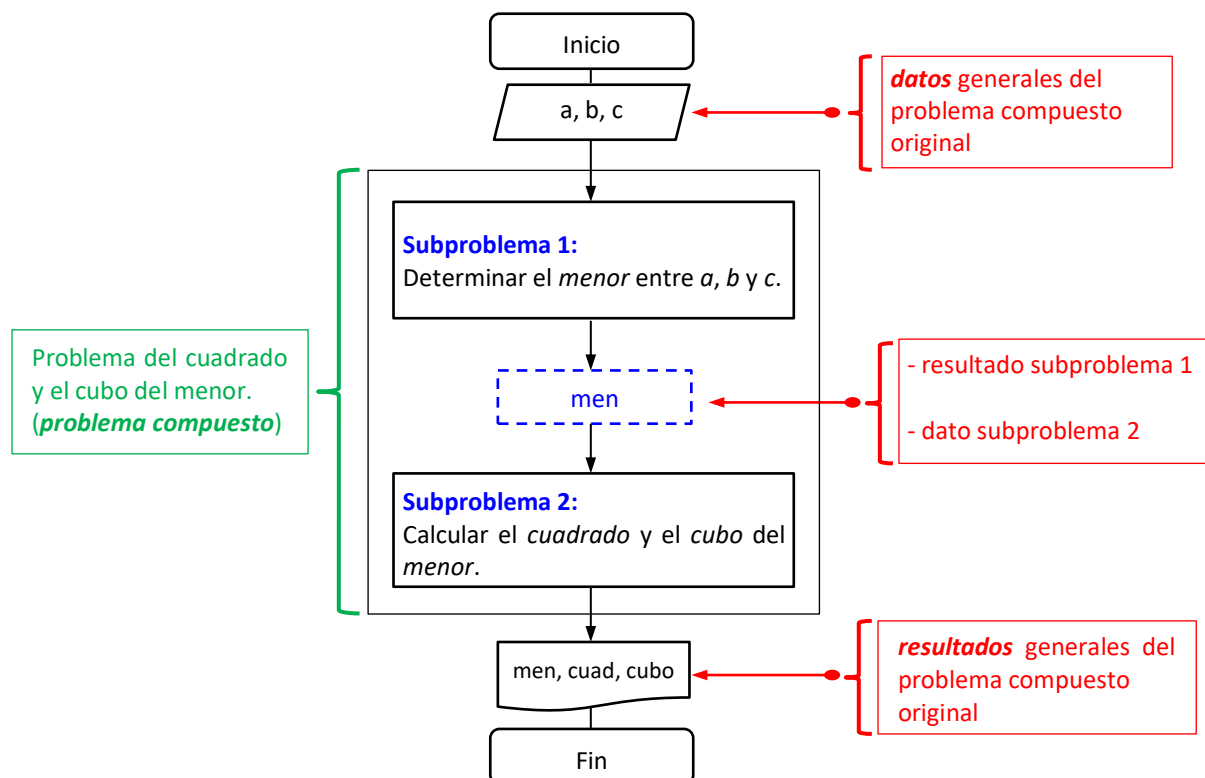 Inicio
a, b, c
datos generales del
problema compuesto
original
Subproblema 1:
Determinar el menor entre a, b y c.
Problema del cuadrado
y el cubo del menor.
(problema compuesto)
men
- resultado subproblema 1
- dato subproblema 2
Subproblema 2:
Calcular el cuadrado y el cubo del
menor.
men, cuad, cubo
resultados generales del
problema compuesto
original
Fin